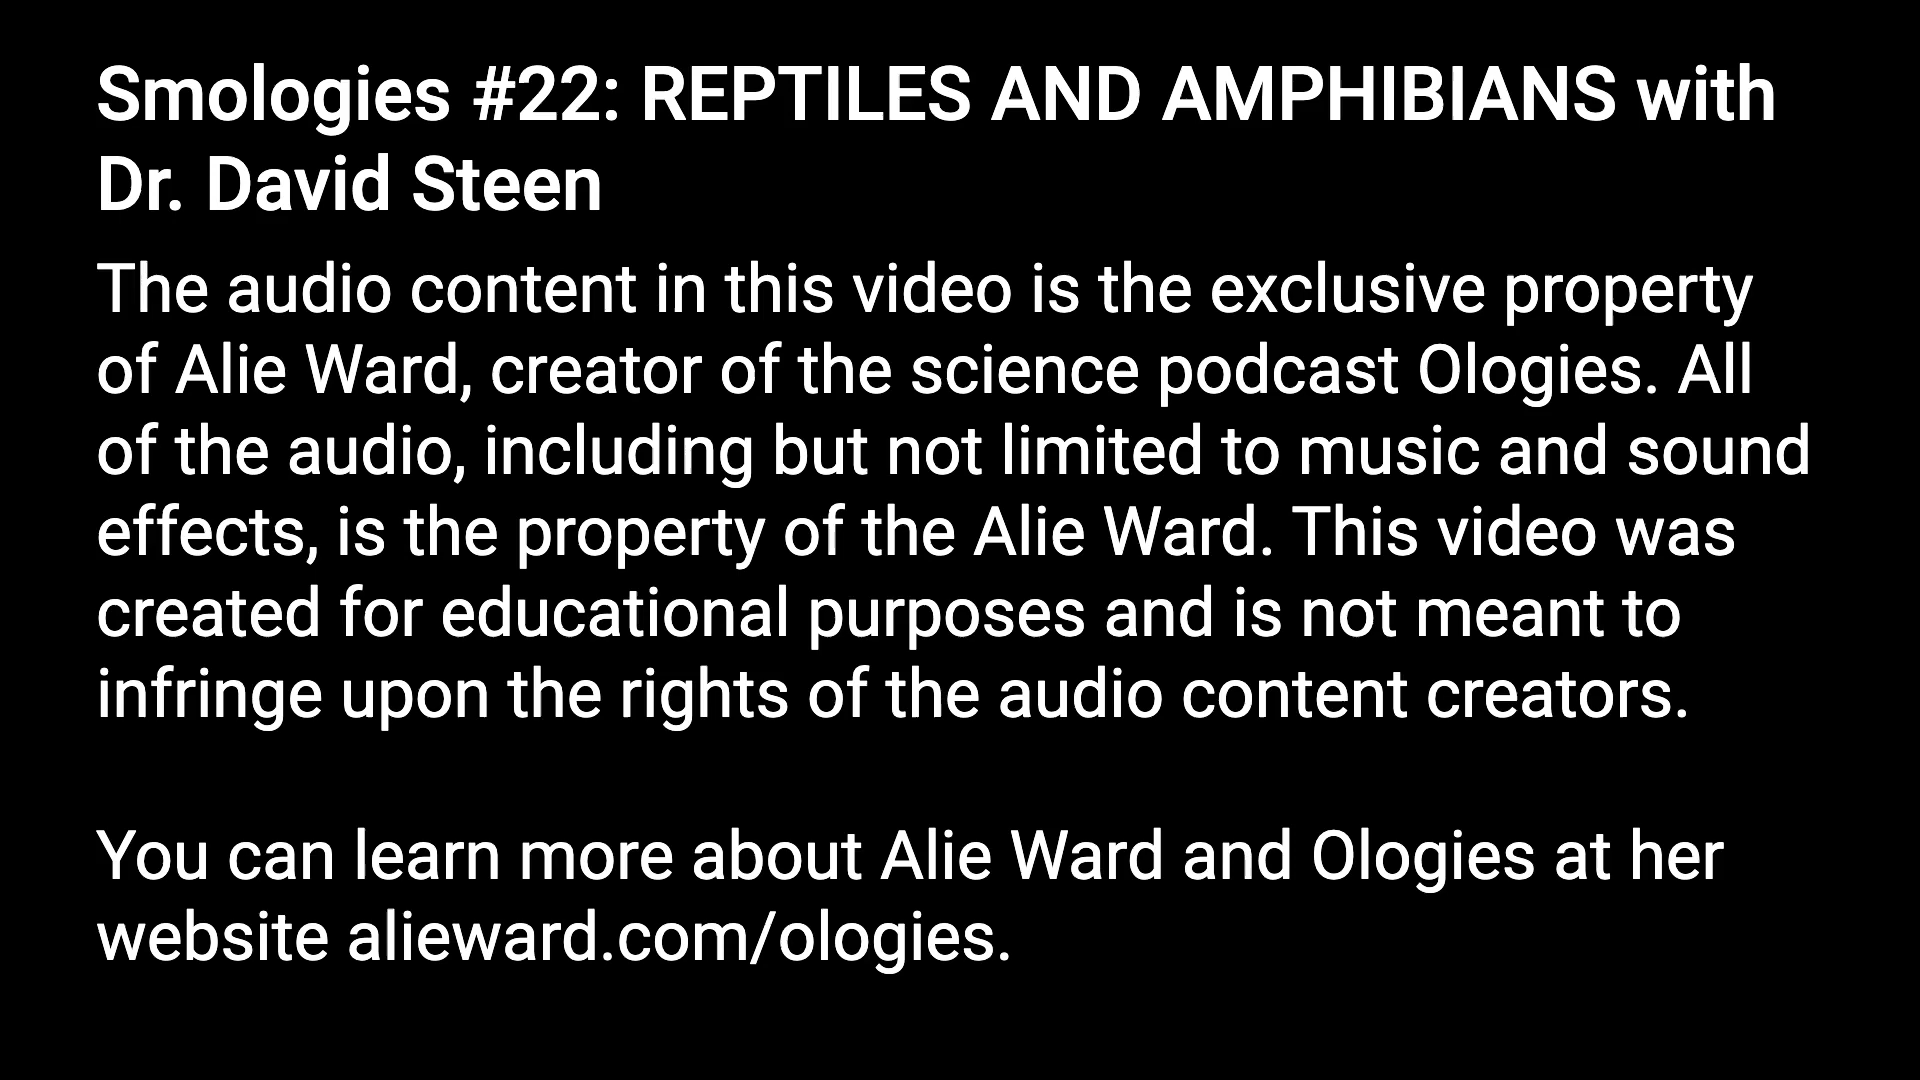 Smologies #22: REPTILES AND AMPHIBIANS with
Dr. David Steen
The audio content in this video is the exclusive property
of Alie Ward, creator of the science podcast Ologies. All
of the audio, including but not limited to music and sound
effects, is the property of the Alie Ward. This video was
created for educational purposes and is not meant to
infringe upon the rights of the audio content creators.
You can learn more about Alie Ward and Ologies at her
website alieward.com/ologies.